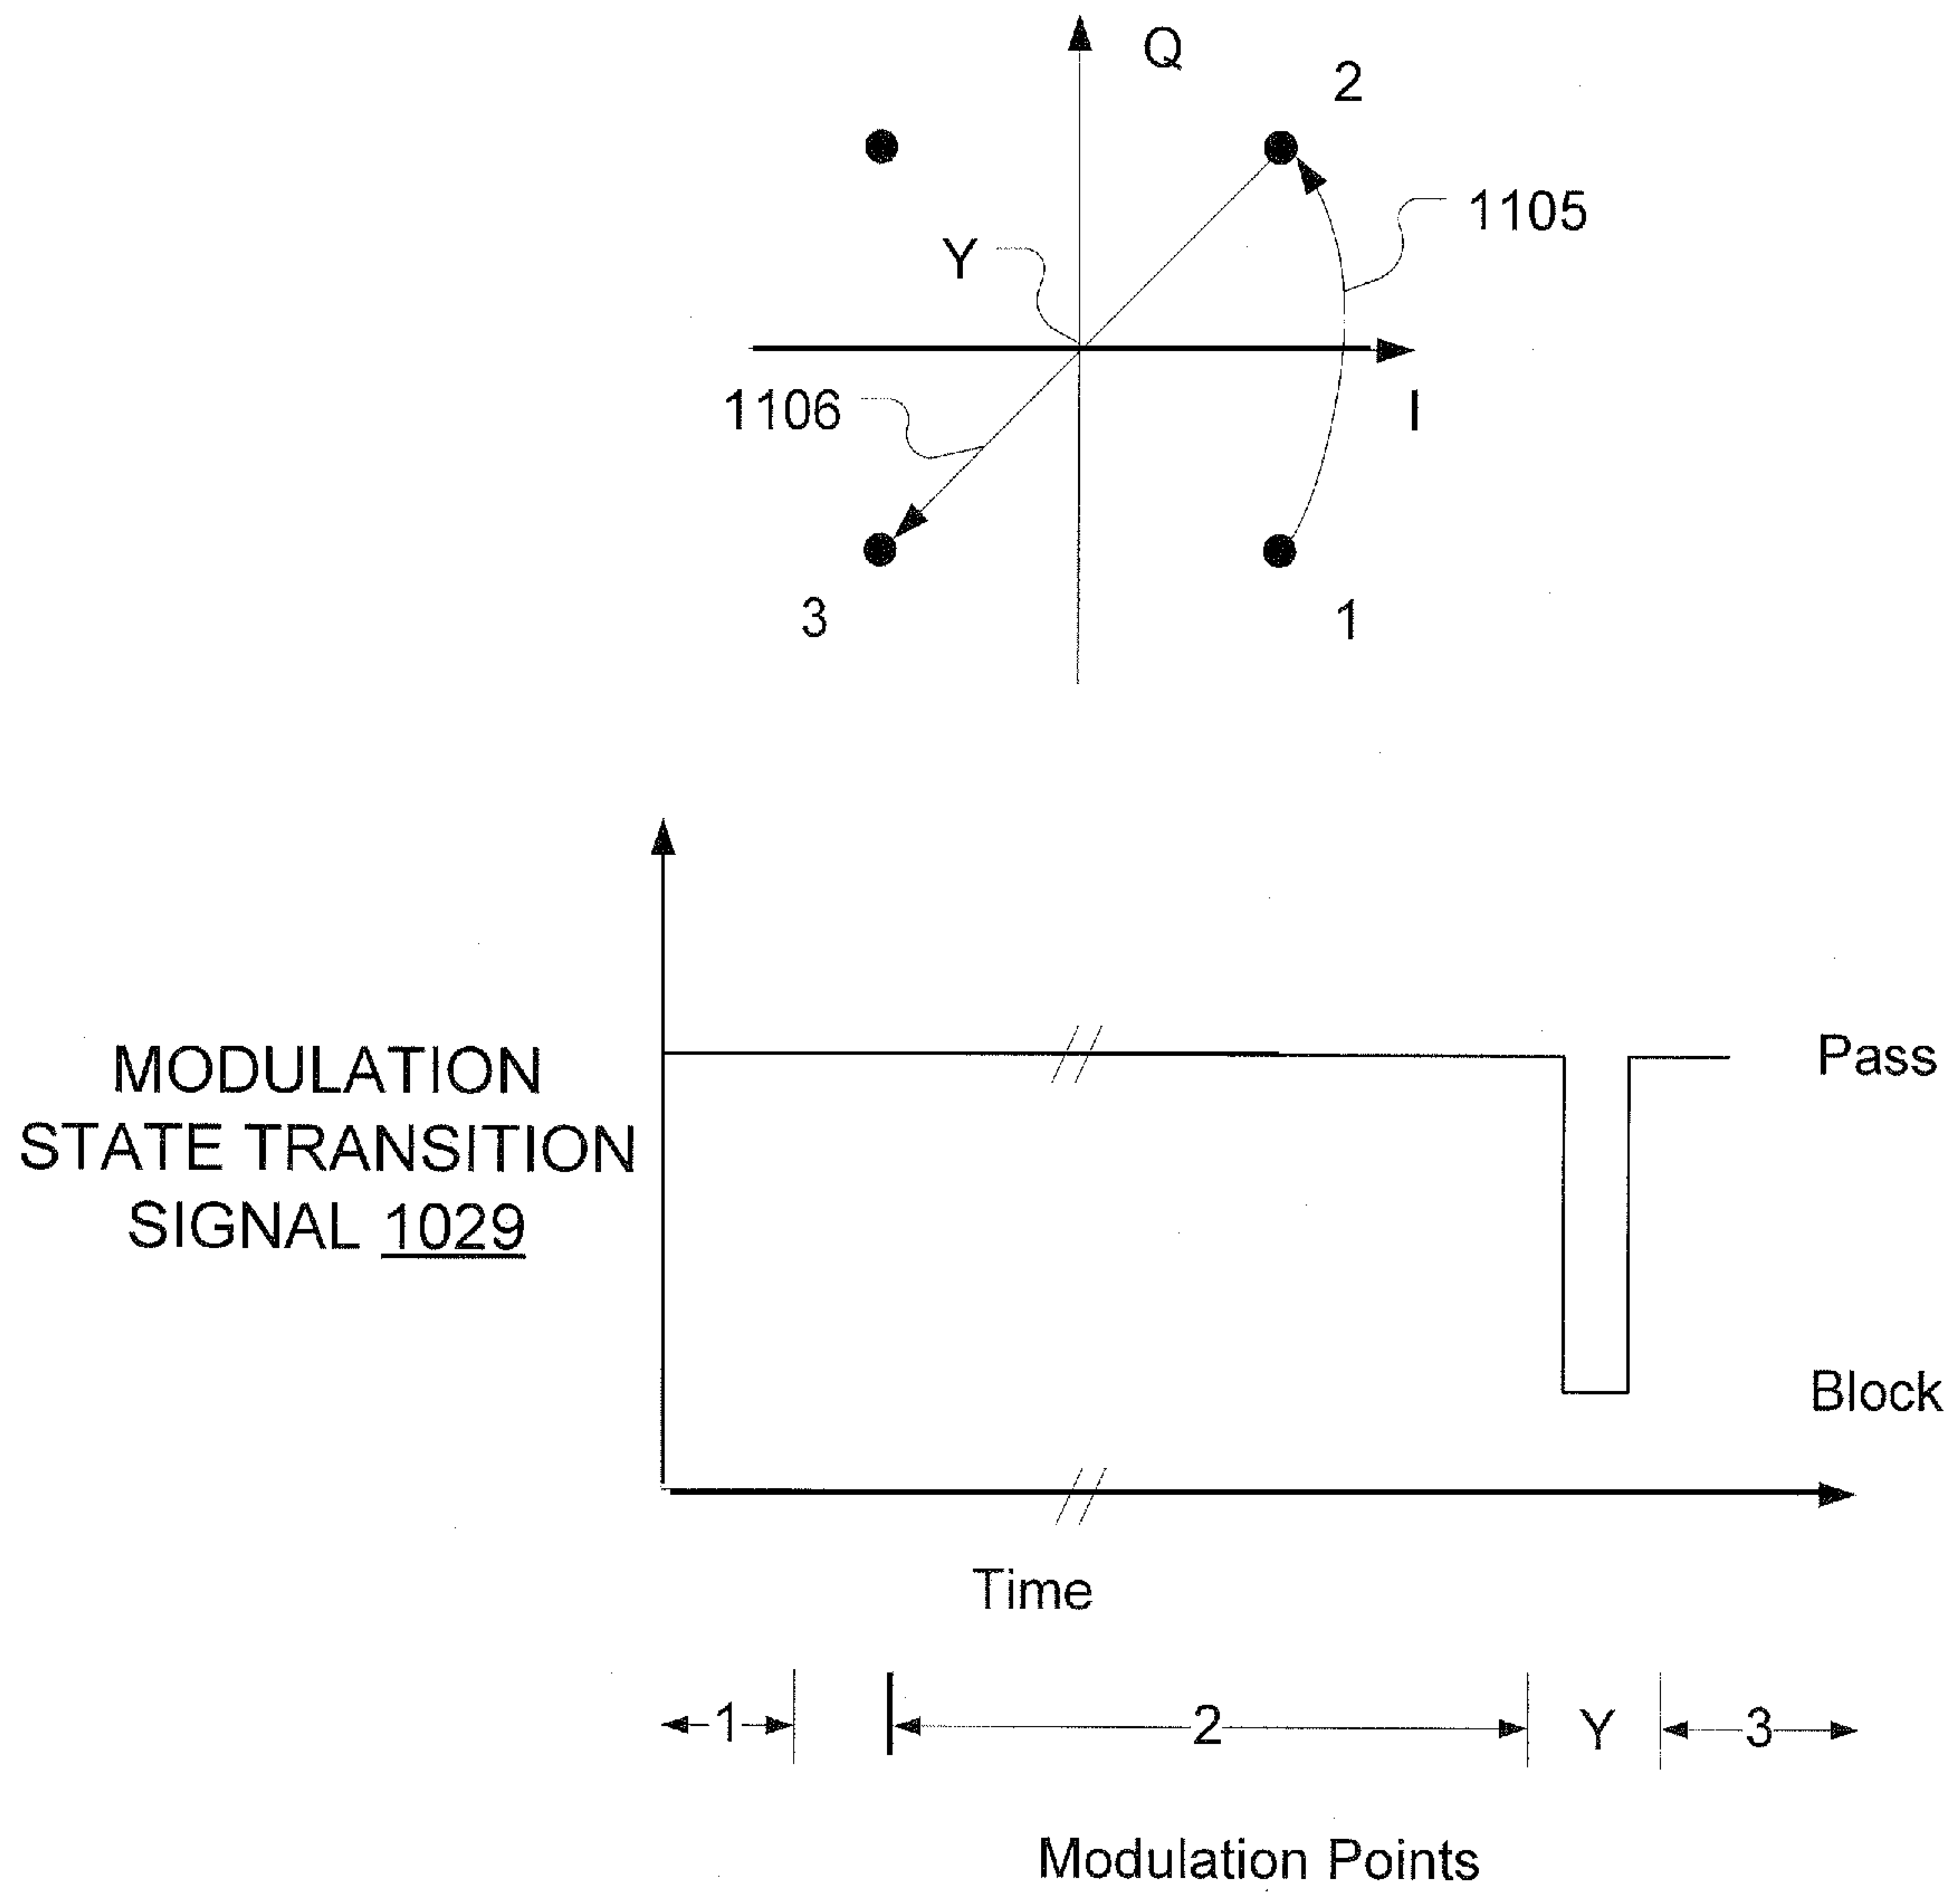 Q
2
1105
Y
1106
I
3
1
MODULATION
STATE TRANSITION
SIGNAL 1029
Pass
Block
Time
1
2
Y
3
Modulation Points